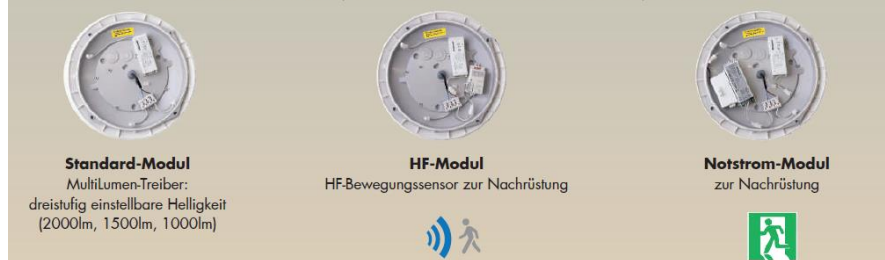 Standard-Modul
MultiLumen-Treiber:
dreistufig einstellbare Helligkeit
(2000lm, 1500lm, 1000lm)
HF-Modul
HF-Bewegungssensor zur Nachrüstung
Notstrom-Modul
zur Nachrüstung